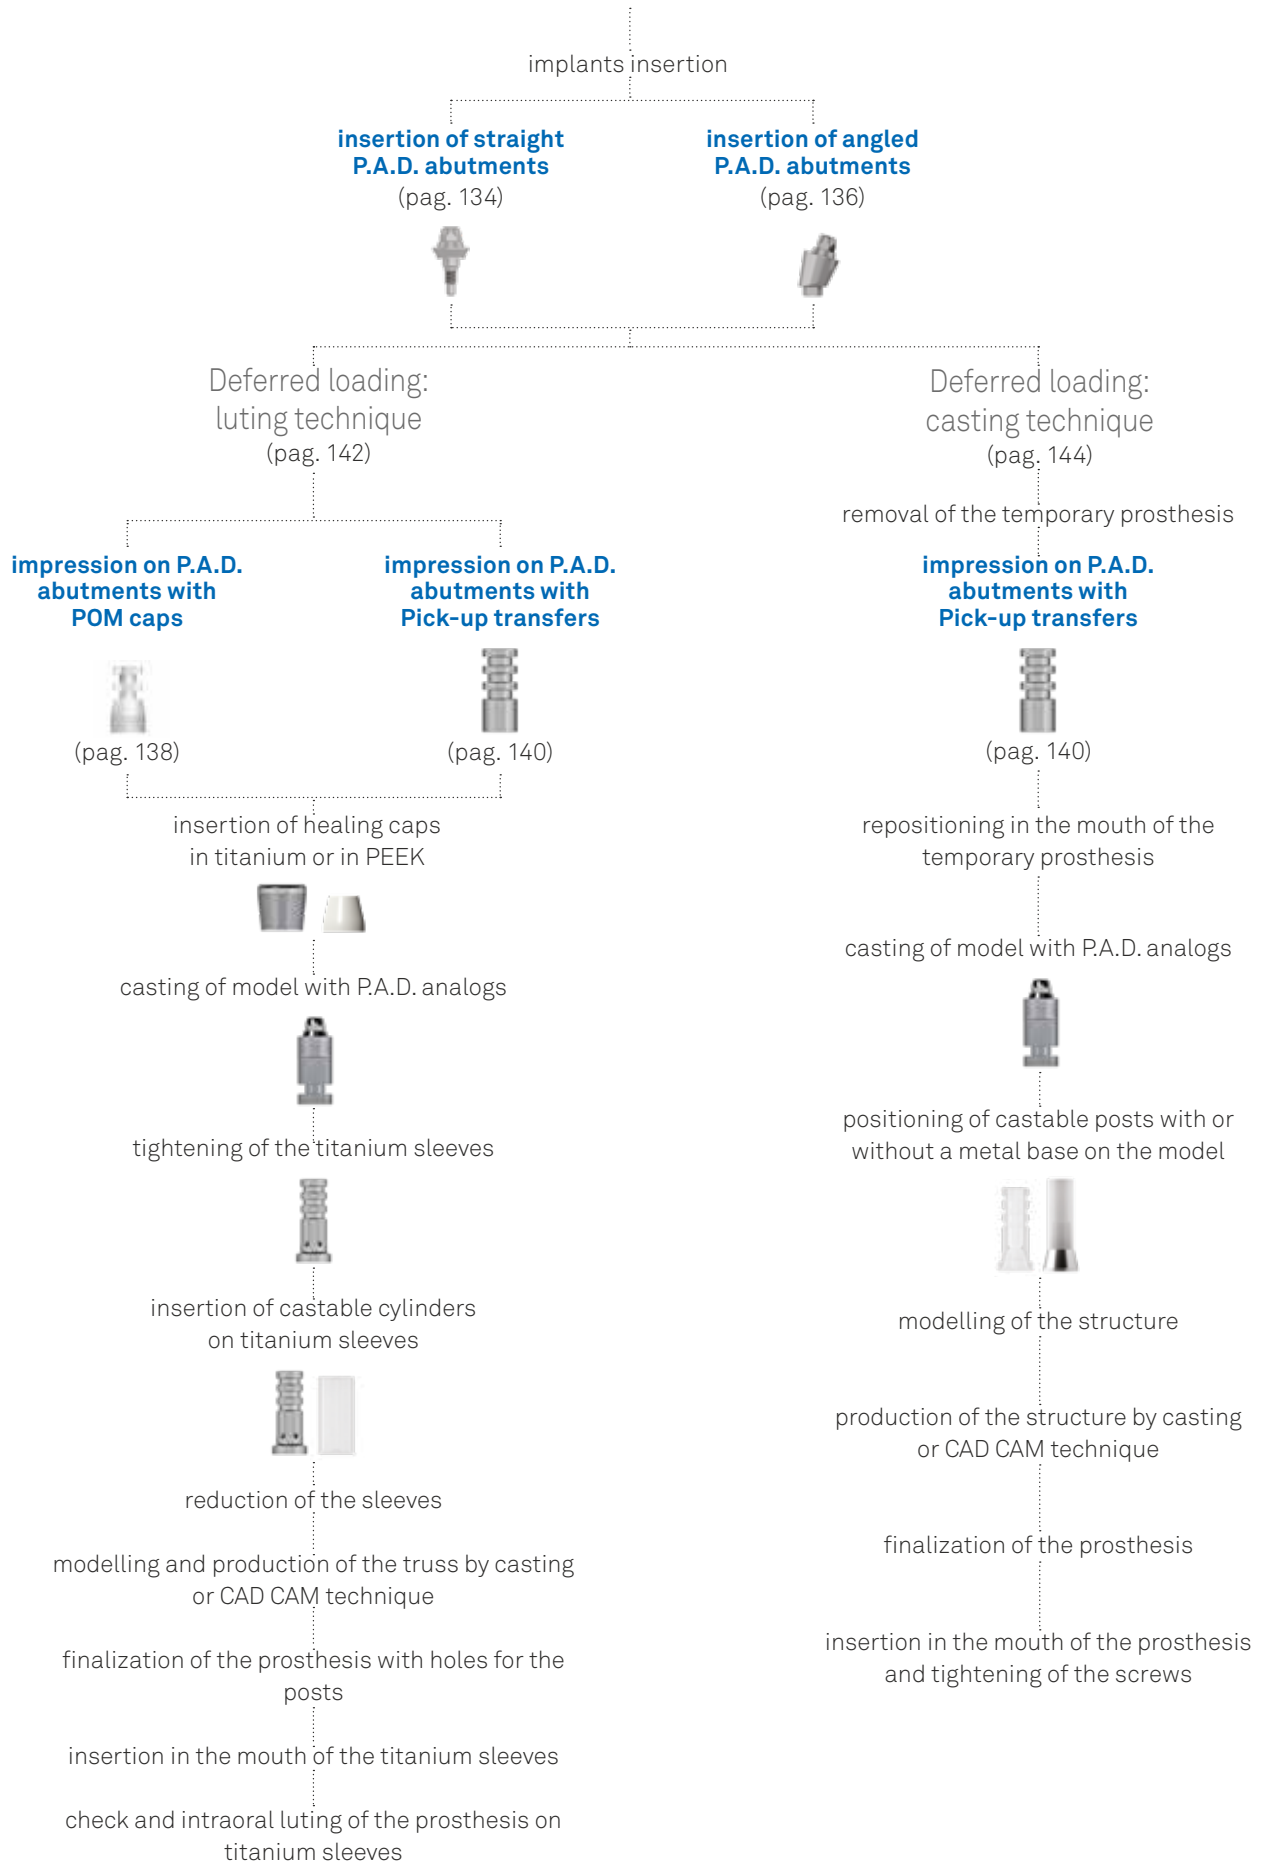 implants insertion
insertion of straight
P.A.D. abutments
(pag. 134)
insertion of angled
P.A.D. abutments
(pag. 136)
Deferred loading:
luting technique
(pag. 142)
impression on P.A.D.
abutments with
POM caps
(pag. 138)
impression on P.A.D.
abutments with
Pick-up transfers
(pag. 140)
insertion of healing caps
in titanium or in PEEK
casting of model with P.A.D. analogs
tightening of the titanium sleeves
insertion of castable cylinders
on titanium sleeves
reduction of the sleeves
modelling and production of the truss by casting
or CAD CAM technique
finalization of the prosthesis with holes for the
posts
insertion in the mouth of the titanium sleeves
check and intraoral luting of the prosthesis on
titanium sleeves
Deferred loading:
casting technique
(pag. 144)
removal of the temporary prosthesis
impression on P.A.D.
abutments with
Pick-up transfers
(pag. 140)
repositioning in the mouth of the
temporary prosthesis
casting of model with P.A.D. analogs
positioning of castable posts with or
without a metal base on the model
modelling of the structure
production of the structure by casting
or CAD CAM technique
finalization of the prosthesis
insertion in the mouth of the prosthesis
and tightening of the screws